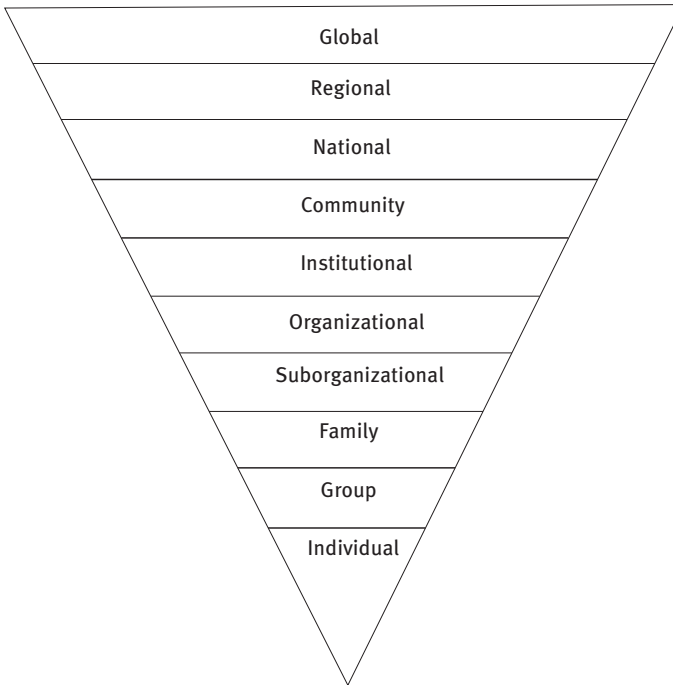 Global
Regional
National
Community
Institutional
Organizational
Suborganizational
Family
Group
Individual